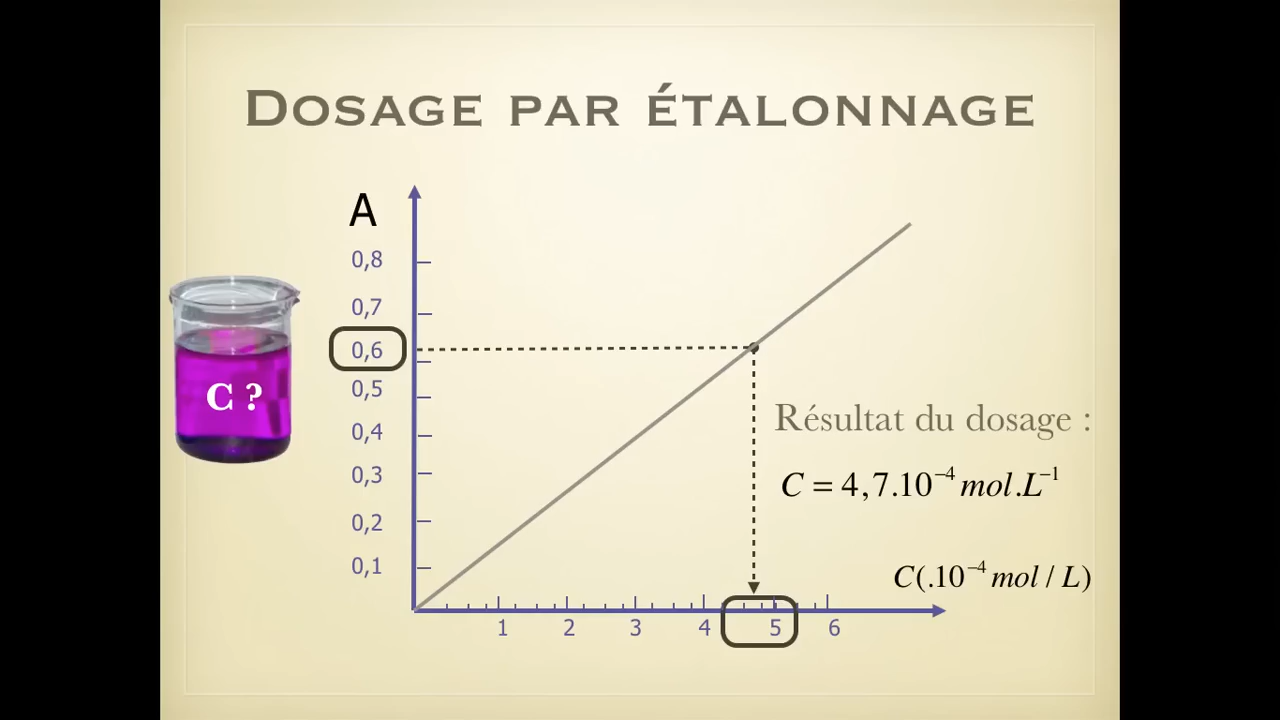 DOSAGE PAR ÉTALONNAGE
A
0,8
0,7
0,6
0,5
0,4
0,3
0,2
0,1
C ?
Résultat du dosage :
C = 4,7.10⁻⁴ mol.L⁻¹
C(.10⁻⁴ mol / L)
1 2 3 4 5 6